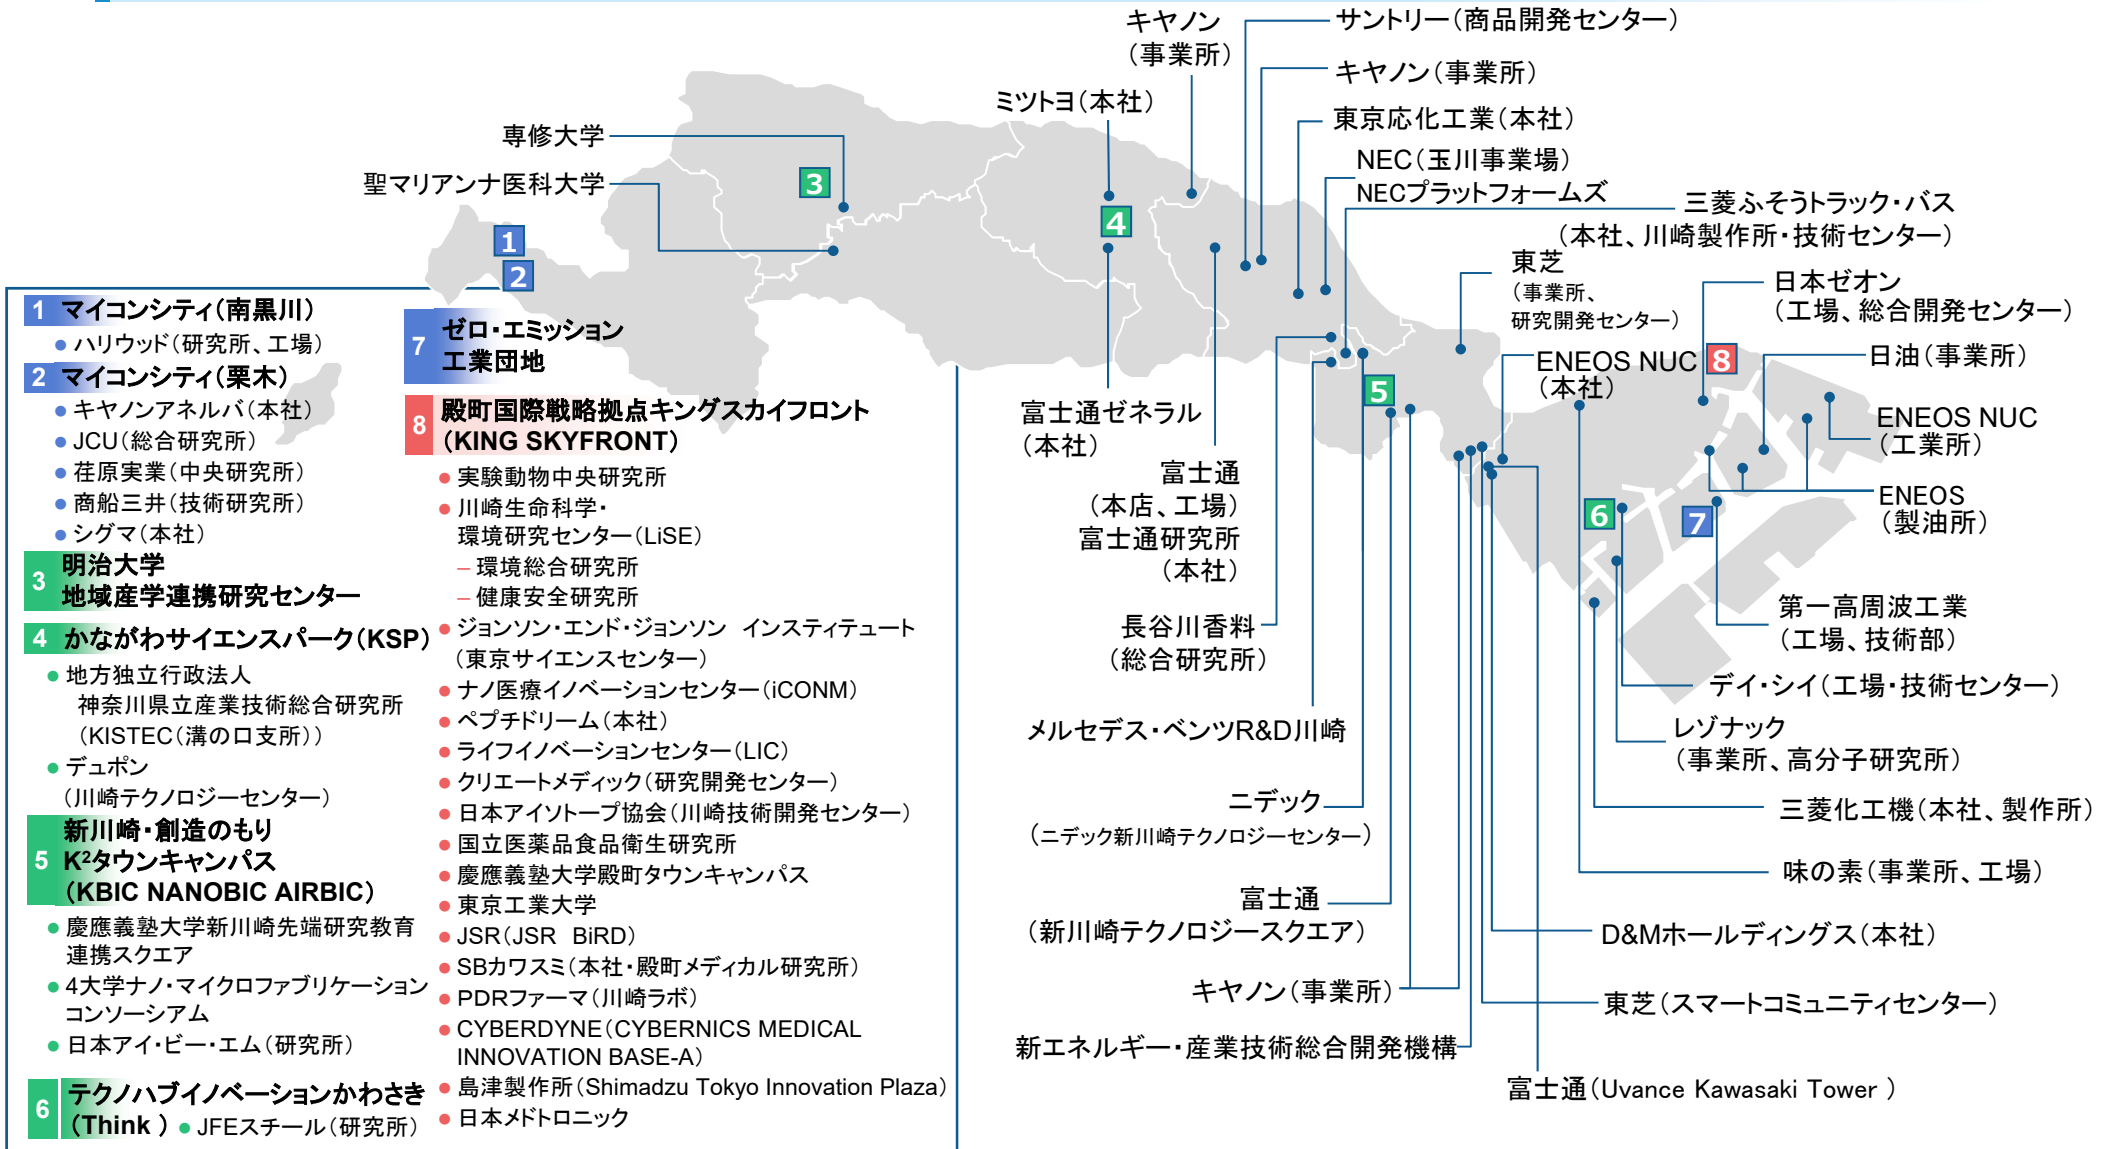 キヤノン
（事業所）
サントリー（商品開発センター）
キヤノン（事業所）
ミツトヨ（本社）
東京応化工業（本社）
専修大学
NEC（玉川事業場）
NECプラットフォームズ
聖マリアンナ医科大学
三菱ふそうトラック・バス
（本社、川崎製作所・技術センター）
東芝
（事業所、
研究開発センター）
日本ゼオン
（工場、総合開発センター）
ENEOS NUC
（本社）
日油（事業所）
ENEOS NUC
（工業所）
ENEOS
（製油所）
3
4
1
2
5
8
6
7
富士通ゼネラル
（本社）
富士通
（本店、工場）
富士通研究所
（本社）
長谷川香料
（総合研究所）
メルセデス・ベンツR&D川崎
ニデック
（ニデック新川崎テクノロジーセンター）
富士通
（新川崎テクノロジースクエア）
キヤノン（事業所）
新エネルギー・産業技術総合開発機構
第一高周波工業
（工場、技術部）
デイ・シイ（工場・技術センター）
レゾナック
（事業所、高分子研究所）
三菱化工機（本社、製作所）
味の素（事業所、工場）
D&Mホールディングス（本社）
東芝（スマートコミュニティセンター）
富士通（Uvance Kawasaki Tower ）
1 マイコンシティ（南黒川）
● ハリウッド（研究所、工場）
2 マイコンシティ（栗木）
● キヤノンアネルバ（本社）
● JCU（総合研究所）
● 荏原実業（中央研究所）
● 商船三井（技術研究所）
● シグマ（本社）
3 明治大学
地域産学連携研究センター
4 かながわサイエンスパーク（KSP）
● 地方独立行政法人
神奈川県立産業技術総合研究所
（KISTEC（溝の口支所））
● デュポン
（川崎テクノロジーセンター）
5 新川崎・創造のもり
K²タウンキャンパス
（KBIC NANOBIC AIRBIC）
● 慶應義塾大学新川崎先端研究教育
連携スクエア
● 4大学ナノ・マイクロファブリケーション
コンソーシアム
● 日本アイ・ビー・エム（研究所）
6 テクノハブイノベーションかわさき
（Think ） ● JFEスチール（研究所）
7 ゼロ・エミッション
工業団地
8 殿町国際戦略拠点キングスカイフロント
（KING SKYFRONT）
● 実験動物中央研究所
● 川崎生命科学・
環境研究センター（LiSE）
– 環境総合研究所
– 健康安全研究所
● ジョンソン・エンド・ジョンソン　インスティテュート
（東京サイエンスセンター）
● ナノ医療イノベーションセンター（iCONM）
● ペプチドリーム（本社）
● ライフイノベーションセンター（LIC）
● クリエートメディック（研究開発センター）
● 日本アイソトープ協会（川崎技術開発センター）
● 国立医薬品食品衛生研究所
● 慶應義塾大学殿町タウンキャンパス
● 東京工業大学
● JSR（JSR　BiRD）
● SBカワスミ（本社・殿町メディカル研究所）
● PDRファーマ（川崎ラボ）
● CYBERDYNE（CYBERNICS MEDICAL
INNOVATION BASE-A）
● 島津製作所（Shimadzu Tokyo Innovation Plaza）
● 日本メドトロニック